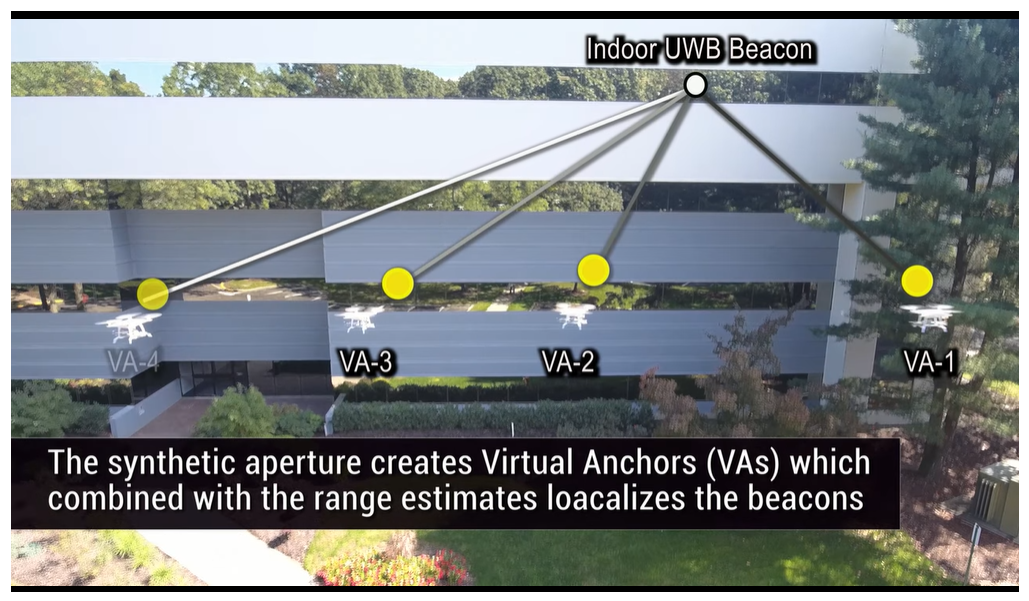 Indoor UWB Beacon
VA-4
VA-3
VA-2
VA-1
The synthetic aperture creates Virtual Anchors (VAs) which
combined with the range estimates loacalizes the beacons